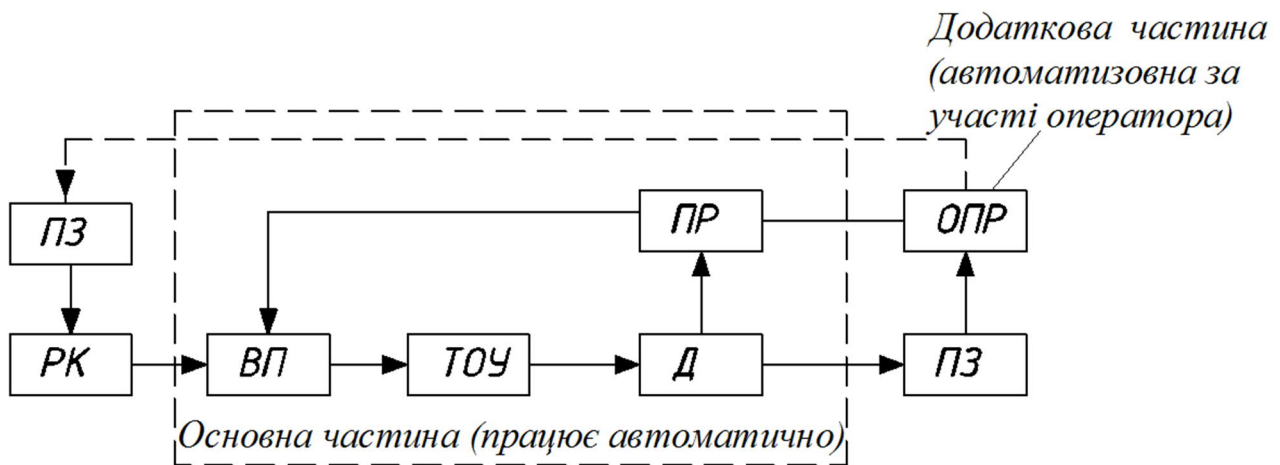 Додаткова частина
(автоматизовна за
участі оператора)
ПЗ
ПР
ОПР
РК
ВП
ТОУ
Д
ПЗ
Основна частина (працює автоматично)